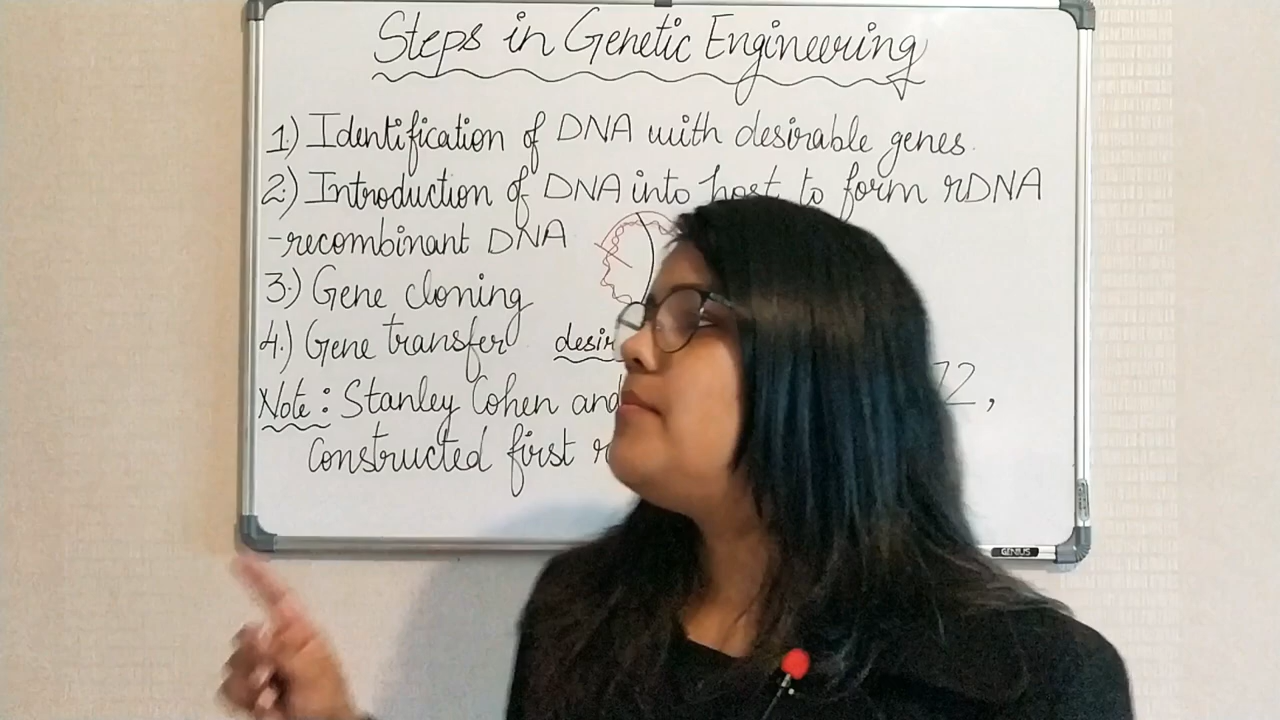 Steps in Genetic Engineering
1.) Identification of DNA with desirable genes.
2.) Introduction of DNA into host to form rDNA
-recombinant DNA
3.) Gene cloning
4.) Gene transfer
Note: Stanley Cohen and 72,
Constructed first
GENIUS